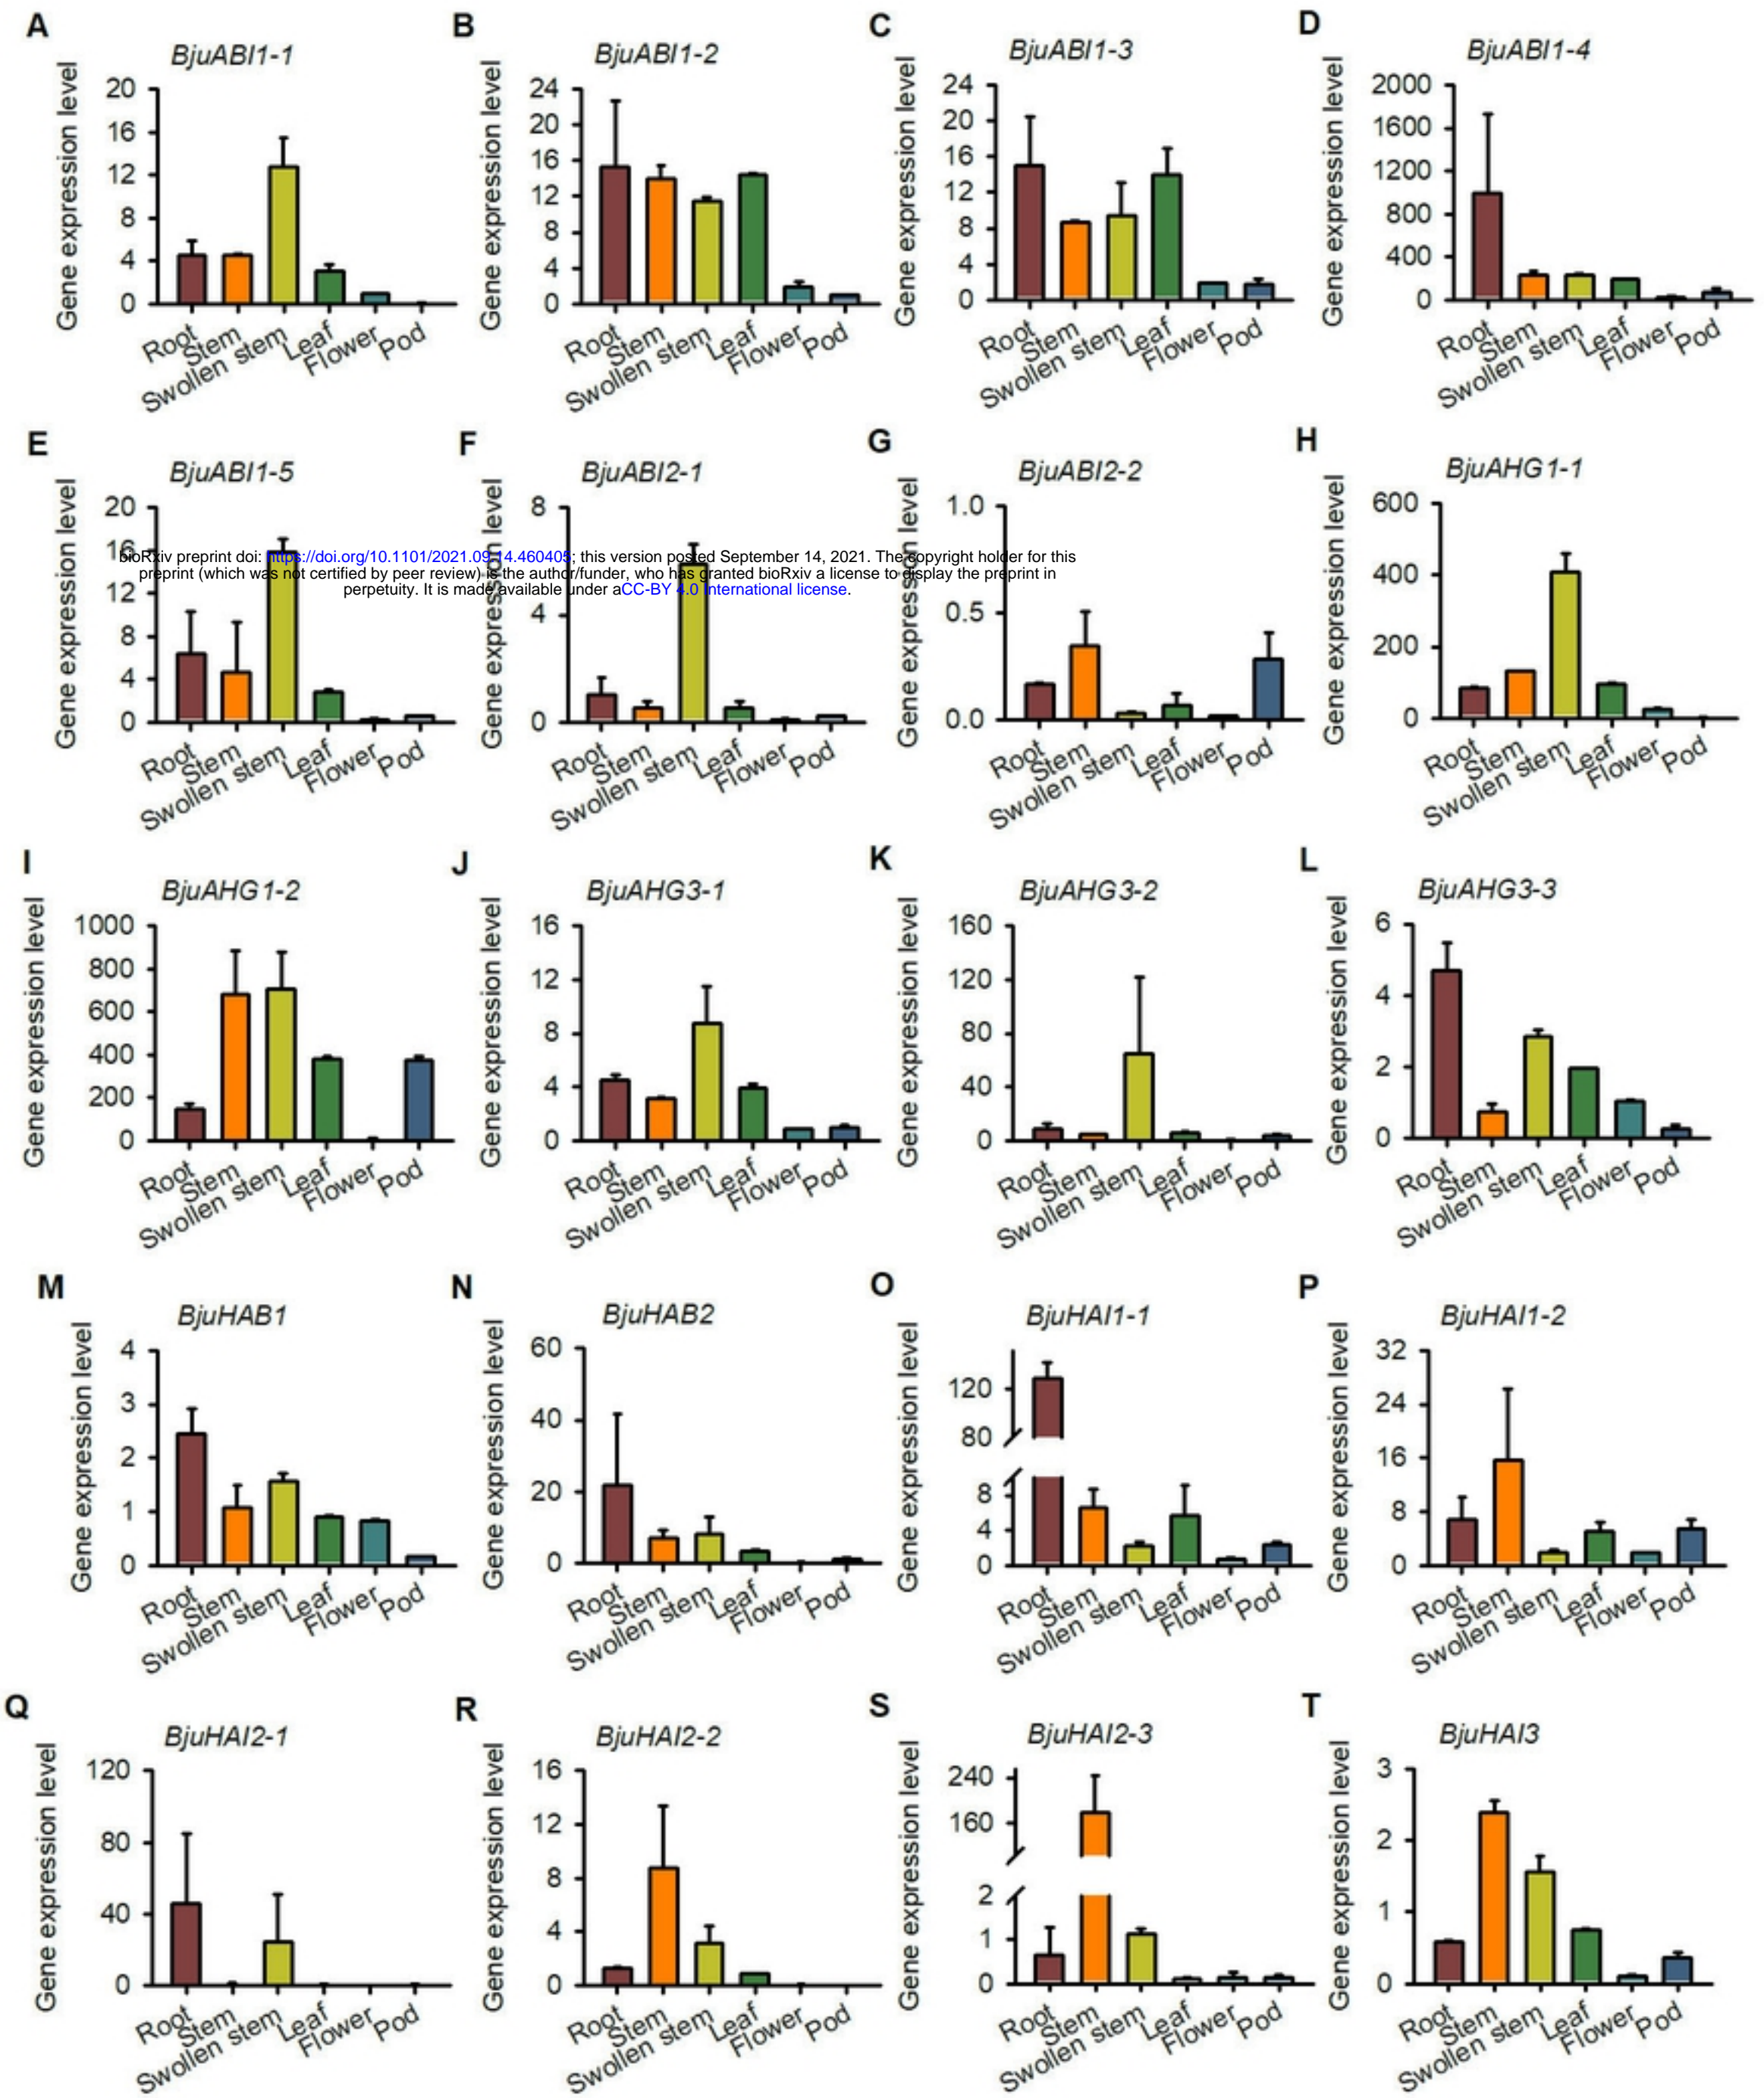 A
BjuABI1-1
Gene expression level
20
16
12
8
4
0
Root
Stem
Swollen stem
Leaf
Flower
Pod
B
BjuABI1-2
Gene expression level
24
20
16
12
8
4
0
Root
Stem
Swollen stem
Leaf
Flower
Pod
C
BjuABI1-3
Gene expression level
24
20
16
12
8
4
0
Root
Stem
Swollen stem
Leaf
Flower
Pod
D
BjuABI1-4
Gene expression level
2000
1600
1200
800
400
0
Root
Stem
Swollen stem
Leaf
Flower
Pod
bioRxiv preprint doi: https://doi.org/10.1101/2021.09.14.460405; this version posted September 14, 2021. The copyright holder for this
preprint (which was not certified by peer review) is the author/funder, who has granted bioRxiv a license to display the preprint in
perpetuity. It is made available under aCC-BY 4.0 International license.
E
BjuABI1-5
Gene expression level
20
16
12
8
4
0
Root
Stem
Swollen stem
Leaf
Flower
Pod
F
BjuABI2-1
Gene expression level
8
4
0
Root
Stem
Swollen stem
Leaf
Flower
Pod
G
BjuABI2-2
Gene expression level
1.0
0.5
0.0
Root
Stem
Swollen stem
Leaf
Flower
Pod
H
BjuAHG1-1
Gene expression level
600
400
200
0
Root
Stem
Swollen stem
Leaf
Flower
Pod
I
BjuAHG1-2
Gene expression level
1000
800
600
400
200
0
Root
Stem
Swollen stem
Leaf
Flower
Pod
J
BjuAHG3-1
Gene expression level
16
12
8
4
0
Root
Stem
Swollen stem
Leaf
Flower
Pod
K
BjuAHG3-2
Gene expression level
160
120
80
40
0
Root
Stem
Swollen stem
Leaf
Flower
Pod
L
BjuAHG3-3
Gene expression level
6
4
2
0
Root
Stem
Swollen stem
Leaf
Flower
Pod
M
BjuHAB1
Gene expression level
4
3
2
1
0
Root
Stem
Swollen stem
Leaf
Flower
Pod
N
BjuHAB2
Gene expression level
60
40
20
0
Root
Stem
Swollen stem
Leaf
Flower
Pod
O
BjuHAI1-1
Gene expression level
120
80
8
4
0
Root
Stem
Swollen stem
Leaf
Flower
Pod
P
BjuHAI1-2
Gene expression level
32
24
16
8
0
Root
Stem
Swollen stem
Leaf
Flower
Pod
Q
BjuHAI2-1
Gene expression level
120
80
40
0
Root
Stem
Swollen stem
Leaf
Flower
Pod
R
BjuHAI2-2
Gene expression level
16
12
8
4
0
Root
Stem
Swollen stem
Leaf
Flower
Pod
S
BjuHAI2-3
Gene expression level
240
160
2
1
0
Root
Stem
Swollen stem
Leaf
Flower
Pod
T
BjuHAI3
Gene expression level
3
2
1
0
Root
Stem
Swollen stem
Leaf
Flower
Pod